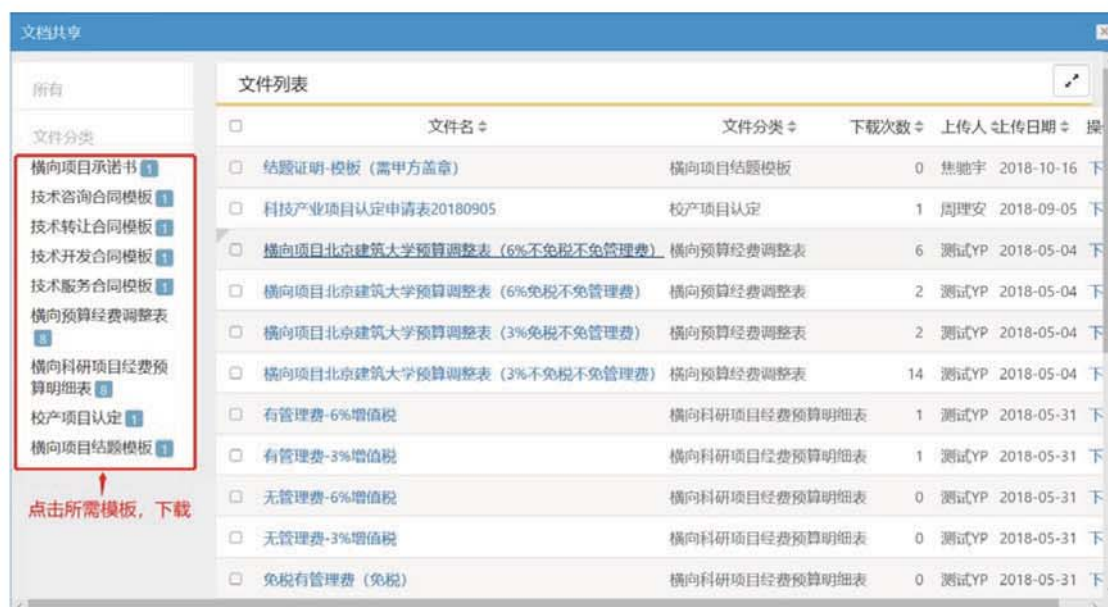 文档共享
所有
文件分类
横向项目承诺书 1
技术咨询合同模板 1
技术转让合同模板 1
技术开发合同模板 1
技术服务合同模板 1
横向预算经费调整表
8
横向科研项目经费预
算明细表 8
校产项目认定 1
横向项目结题模板 1
点击所需模板，下载
文件列表
文件名 文件分类 下载次数 上传人 上传日期 操
结题证明-模板（需甲方盖章） 横向项目结题模板 0 焦驰宇 2018-10-16 下
科技产业项目认定申请表20180905 校产项目认定 1 周理安 2018-09-05 下
横向项目北京建筑大学预算调整表（6%不免税不免管理费） 横向预算经费调整表 6 测试YP 2018-05-04 下
横向项目北京建筑大学预算调整表（6%免税不免管理费） 横向预算经费调整表 2 测试YP 2018-05-04 下
横向项目北京建筑大学预算调整表（3%免税不免管理费） 横向预算经费调整表 2 测试YP 2018-05-04 下
横向项目北京建筑大学预算调整表（3%不免税不免管理费） 横向预算经费调整表 14 测试YP 2018-05-04 下
有管理费-6%增值税 横向科研项目经费预算明细表 1 测试YP 2018-05-31 下
有管理费-3%增值税 横向科研项目经费预算明细表 1 测试YP 2018-05-31 下
无管理费-6%增值税 横向科研项目经费预算明细表 0 测试YP 2018-05-31 下
无管理费-3%增值税 横向科研项目经费预算明细表 0 测试YP 2018-05-31 下
免税有管理费（免税） 横向科研项目经费预算明细表 0 测试YP 2018-05-31 下